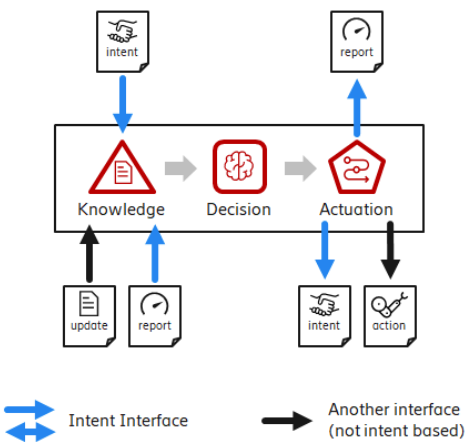 intent
report
Knowledge
Decision
Actuation
update
report
intent
action
Intent Interface
Another interface
(not intent based)